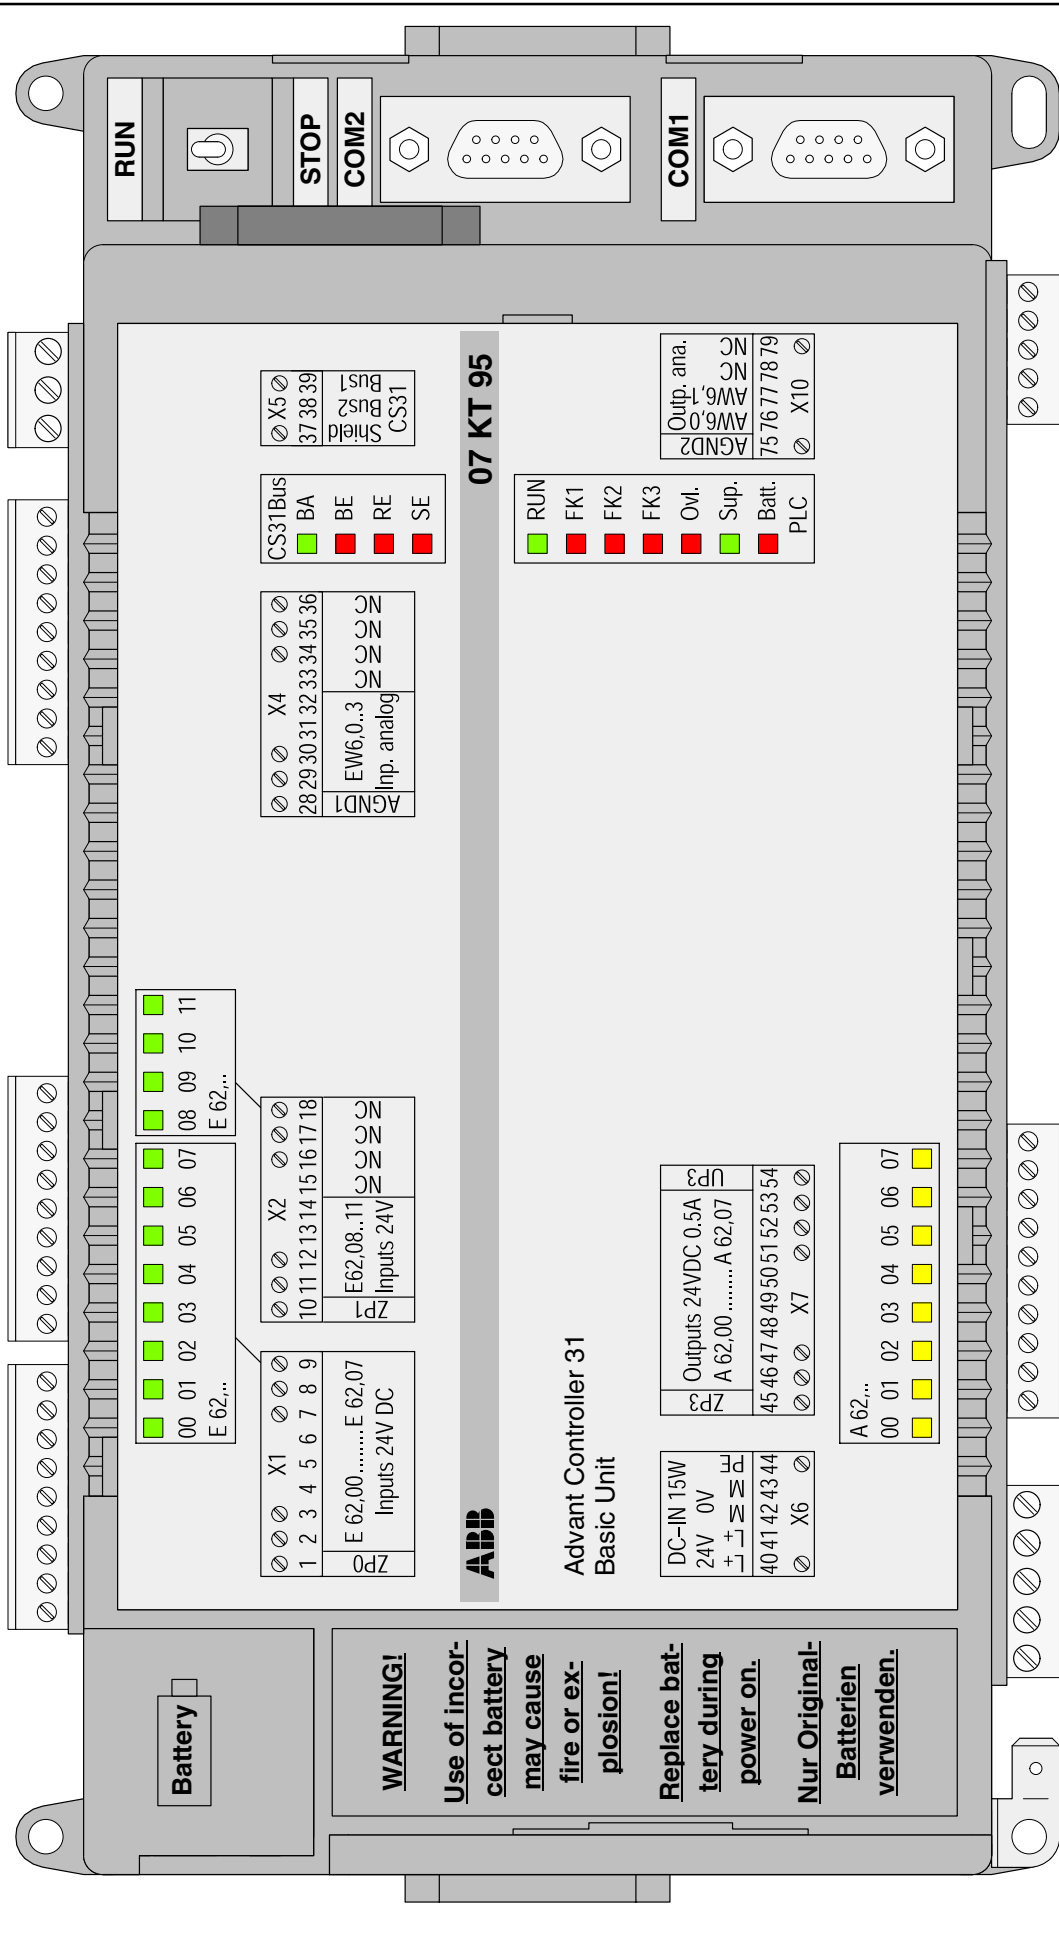 RUN
STOP
COM2
COM1
Battery
WARNING!
Use of incor-
cect battery
may cause
fire or ex-
plosion!
Replace bat-
tery during
power on.
Nur Original-
Batterien
verwenden.
00 01 02 03 04 05 06 07
E 62,..
08 09 10 11
E 62,..
X1
1 2 3 4 5 6 7 8 9
ZP0
E 62,00.........E 62,07
Inputs 24V DC
X2
10 11 12 13 14 15 16 17 18
ZP1
E62,08..11
Inputs 24V
NC NC NC NC
X4
28 29 30 31 32 33 34 35 36
AGND1
EW6,0..3
Inp. analog
NC NC NC NC
CS31Bus
BA
BE
RE
SE
X5
37 38 39
Shield Bus2 Bus1
CS31
ABB
07 KT 95
Advant Controller 31
Basic Unit
RUN
FK1
FK2
FK3
Ovl.
Sup.
Batt.
PLC
DC–IN 15W
24V 0V
L+ L+ M M PE
40 41 42 43 44
X6
ZP3
Outputs 24VDC 0.5A
A 62,00 ......... A 62,07
UP3
45 46 47 48 49 50 51 52 53 54
X7
A 62,..
00 01 02 03 04 05 06 07
Outp. ana.
AGND2 AW6,0 AW6,1 NC NC
75 76 77 78 79
X10